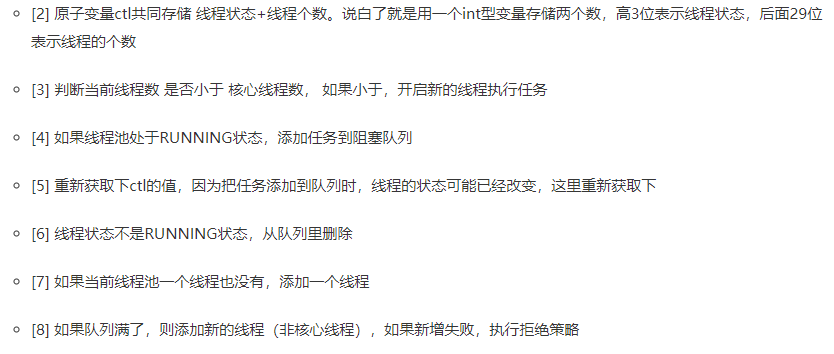 [2] 原子变量ctl共同存储 线程状态+线程个数。说白了就是用一个int型变量存储两个数，高3位表示线程状态，后面29位
表示线程的个数
[3] 判断当前线程数 是否小于 核心线程数， 如果小于，开启新的线程执行任务
[4] 如果线程池处于RUNNING状态，添加任务到阻塞队列
[5] 重新获取下ctl的值，因为把任务添加到队列时，线程的状态可能已经改变，这里重新获取下
[6] 线程状态不是RUNNING状态，从队列里删除
[7] 如果当前线程池一个线程也没有，添加一个线程
[8] 如果队列满了，则添加新的线程（非核心线程），如果新增失败，执行拒绝策略